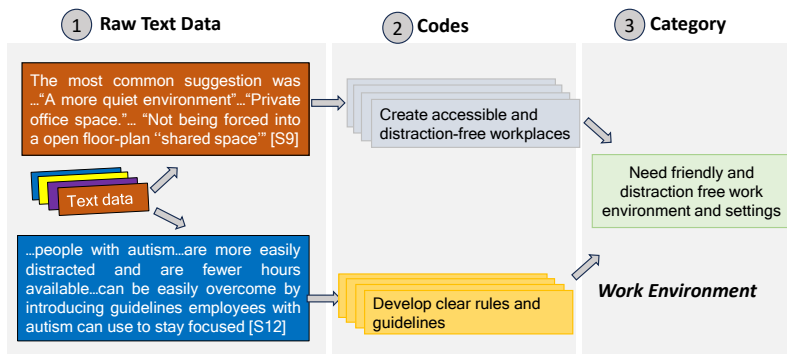 1 Raw Text Data
2 Codes
3 Category
The most common suggestion was
…“A more quiet environment”…“Private
office space.”… “Not being forced into
a open floor-plan ‘‘shared space’” [S9]
Text data
…people with autism…are more easily
distracted and are fewer hours
available…can be easily overcome by
introducing guidelines employees with
autism can use to stay focused [S12]
Create accessible and
distraction-free workplaces
Develop clear rules and
guidelines
Need friendly and
distraction free work
environment and settings
Work Environment